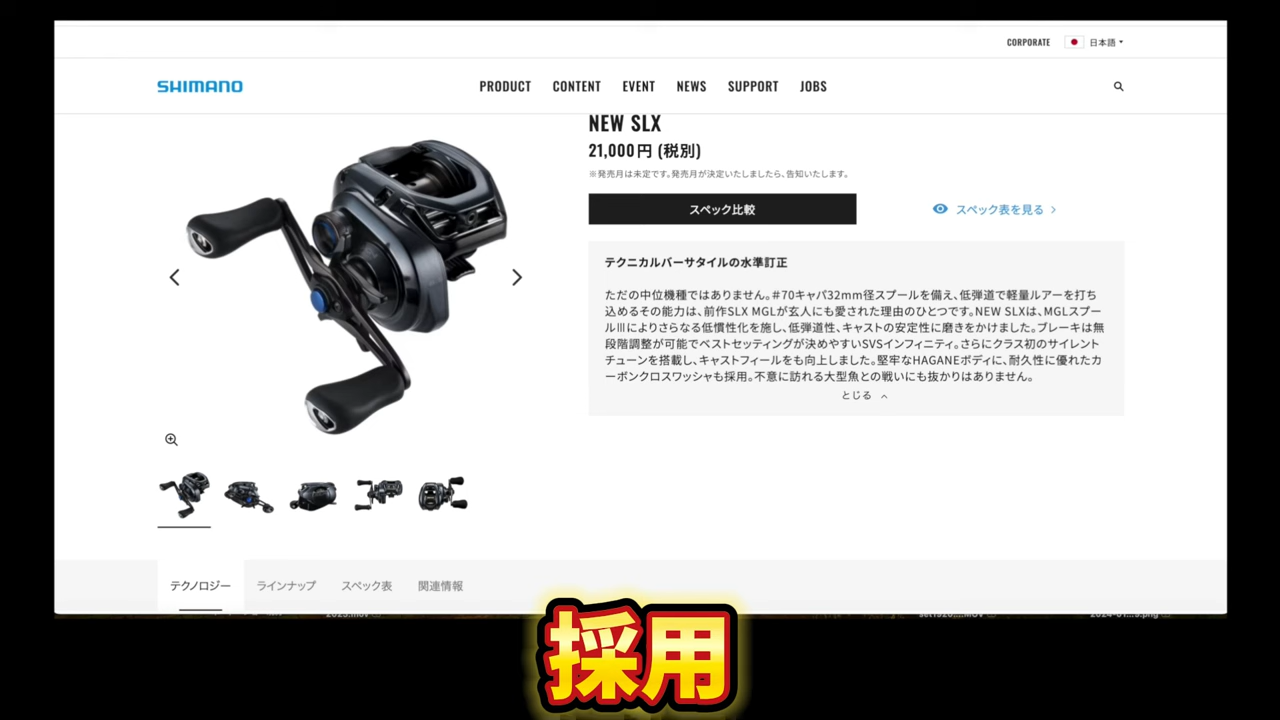 CORPORATE 日本語
SHIMANO PRODUCT CONTENT EVENT NEWS SUPPORT JOBS
NEW SLX
21,000円 (税別)
※発売月は未定です。発売月が決定いたしましたら、告知いたします。
スペック比較 スペック表を見る
テクニカルバーサタイルの水準訂正
ただの中位機種ではありません。#70キャパ32mm径スプールを備え、低弾道で軽量ルアーを打ち
込めるその能力は、前作SLX MGLが玄人にも愛された理由のひとつです。NEW SLXは、MGLスプー
ルⅢによりさらなる低慣性化を施し、低弾道性、キャストの安定性に磨きをかけました。ブレーキは無
段階調整が可能でベストセッティングが決めやすいSVSインフィニティ。さらにクラス初のサイレント
チューンを搭載し、キャストフィールをも向上しました。堅牢なHAGANEボディに、耐久性に優れたカ
ーボンクロスワッシャも採用。不意に訪れる大型魚との戦いにも抜かりはありません。
とじる
テクノロジー ラインナップ スペック表 関連情報
採用